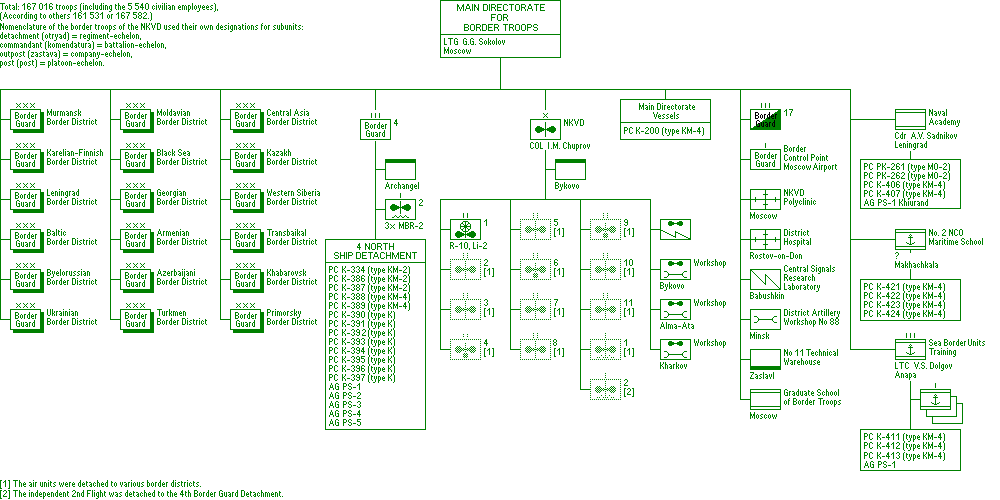 Total: 167 016 troops (including the 5 540 civilian employees),
(According to others 161 531 or 167 582.)
Nomenclature of the border troops of the NKVD used their own designations for subunits:
detachment (otryad) = regiment-echelon,
commandant (komendatura) = battalion-echelon,
outpost (zastava) = company-echelon,
post (post) = platoon-echelon.
MAIN DIRECTORATE
FOR
BORDER TROOPS
LTG G.G. Sokolov
Moscow
XXX
Border
Guard
Murmansk
Border District
XXX
Border
Guard
Karelian-Finnish
Border District
XXX
Border
Guard
Leningrad
Border District
XXX
Border
Guard
Baltic
Border District
XXX
Border
Guard
Byelorussian
Border District
XXX
Border
Guard
Ukrainian
Border District
XXX
Border
Guard
Moldavian
Border District
XXX
Border
Guard
Black Sea
Border District
XXX
Border
Guard
Georgian
Border District
XXX
Border
Guard
Armenian
Border District
XXX
Border
Guard
Azerbaijani
Border District
XXX
Border
Guard
Turkmen
Border District
XXX
Border
Guard
Central Asia
Border District
XXX
Border
Guard
Kazakh
Border District
XXX
Border
Guard
Western Siberia
Border District
XXX
Border
Guard
Transbaikal
Border District
XXX
Border
Guard
Khabarovsk
Border District
XXX
Border
Guard
Primorsky
Border District
III
Border
Guard
4
Archangel
2
3x MBR-2
4 NORTH
SHIP DETACHMENT
PC K-334 (type KM-2)
PC K-386 (type KM-2)
PC K-387 (type KM-2)
PC K-388 (type KM-4)
PC K-389 (type KM-4)
PC K-390 (type K)
PC K-391 (type K)
PC K-392 (type K)
PC K-393 (type K)
PC K-394 (type K)
PC K-395 (type K)
PC K-396 (type K)
PC K-397 (type K)
AG PS-1
AG PS-2
AG PS-3
AG PS-4
AG PS-5
X
NKVD
COL I.M. Chuprov
Bykovo
II
1
R-10, Li-2
II
2
[1]
II
3
[1]
II
4
[1]
II
5
[1]
II
6
[1]
II
7
[1]
II
8
[1]
II
9
[1]
II
10
[1]
II
11
[1]
I
1
[1]
I
2
[2]
Workshop
Bykovo
Workshop
Alma-Ata
Workshop
Kharkov
Main Directorate
Vessels
PC K-200 (type KM-4)
III
Border
Guard
17
I
Border
Guard
Border
Control Point
Moscow Airport
NKVD
Polyclinic
Moscow
District
Hospital
Rostov-on-Don
Central Signals
Research
Laboratory
Babushkin
District Artillery
Workshop No 88
Minsk
No 11 Technical
Warehouse
Zaslavl
Graduate School
of Border Troops
Moscow
Naval
Academy
Cdr A.V. Sadnikov
Leningrad
PC PK-261 (type MO-2)
PC PK-262 (type MO-2)
PC K-406 (type KM-4)
PC K-407 (type KM-4)
AG PS-1 Khiurand
No. 2 NCO
Maritime School
?
Makhachkala
PC K-421 (type KM-4)
PC K-422 (type KM-4)
PC K-423 (type KM-4)
PC K-424 (type KM-4)
III
Sea Border Units
Training
LTC V.S. Dolgov
Anapa
I
PC K-411 (type KM-4)
PC K-412 (type KM-4)
PC K-413 (type KM-4)
AG PS-1
[1] The air units were detached to various border districts.
[2] The independent 2nd Flight was detached to the 4th Border Guard Detachment.